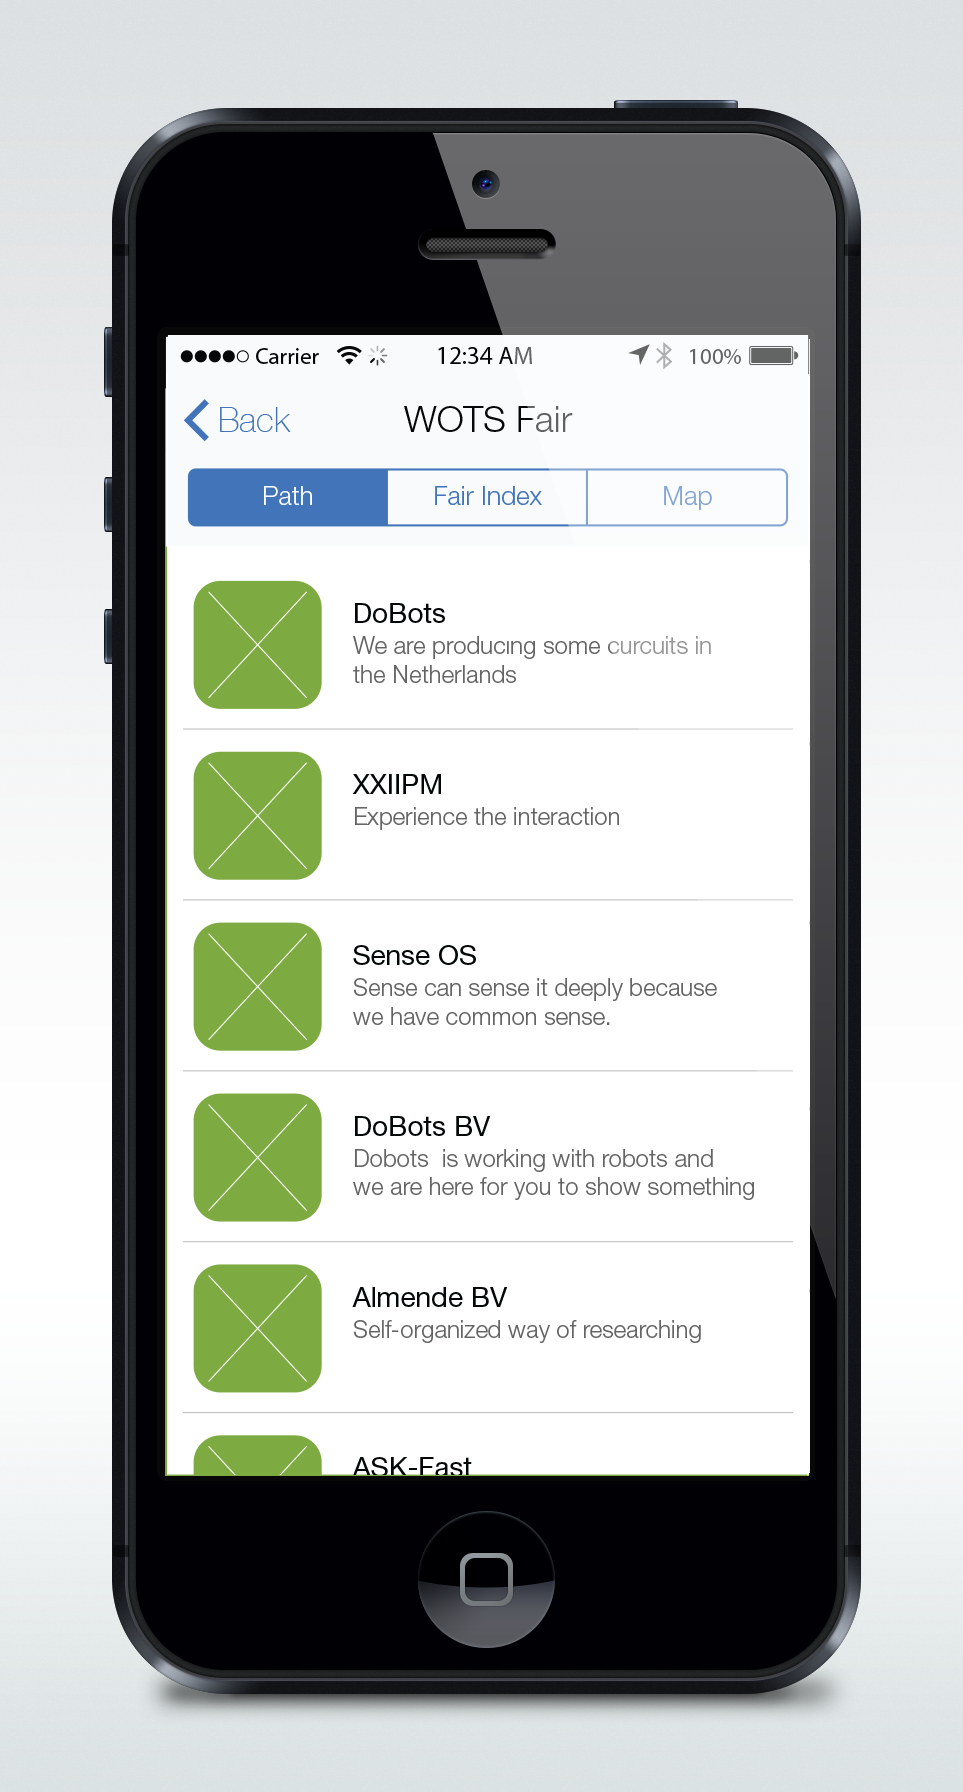 Carrier 12:34 AM 100%
Back WOTS Fair
Path Fair Index Map
DoBots
We are producing some curcuits in
the Netherlands
XXIIPM
Experience the interaction
Sense OS
Sense can sense it deeply because
we have common sense.
DoBots BV
Dobots  is working with robots and
we are here for you to show something
Almende BV
Self-organized way of researching
ASK-Fast